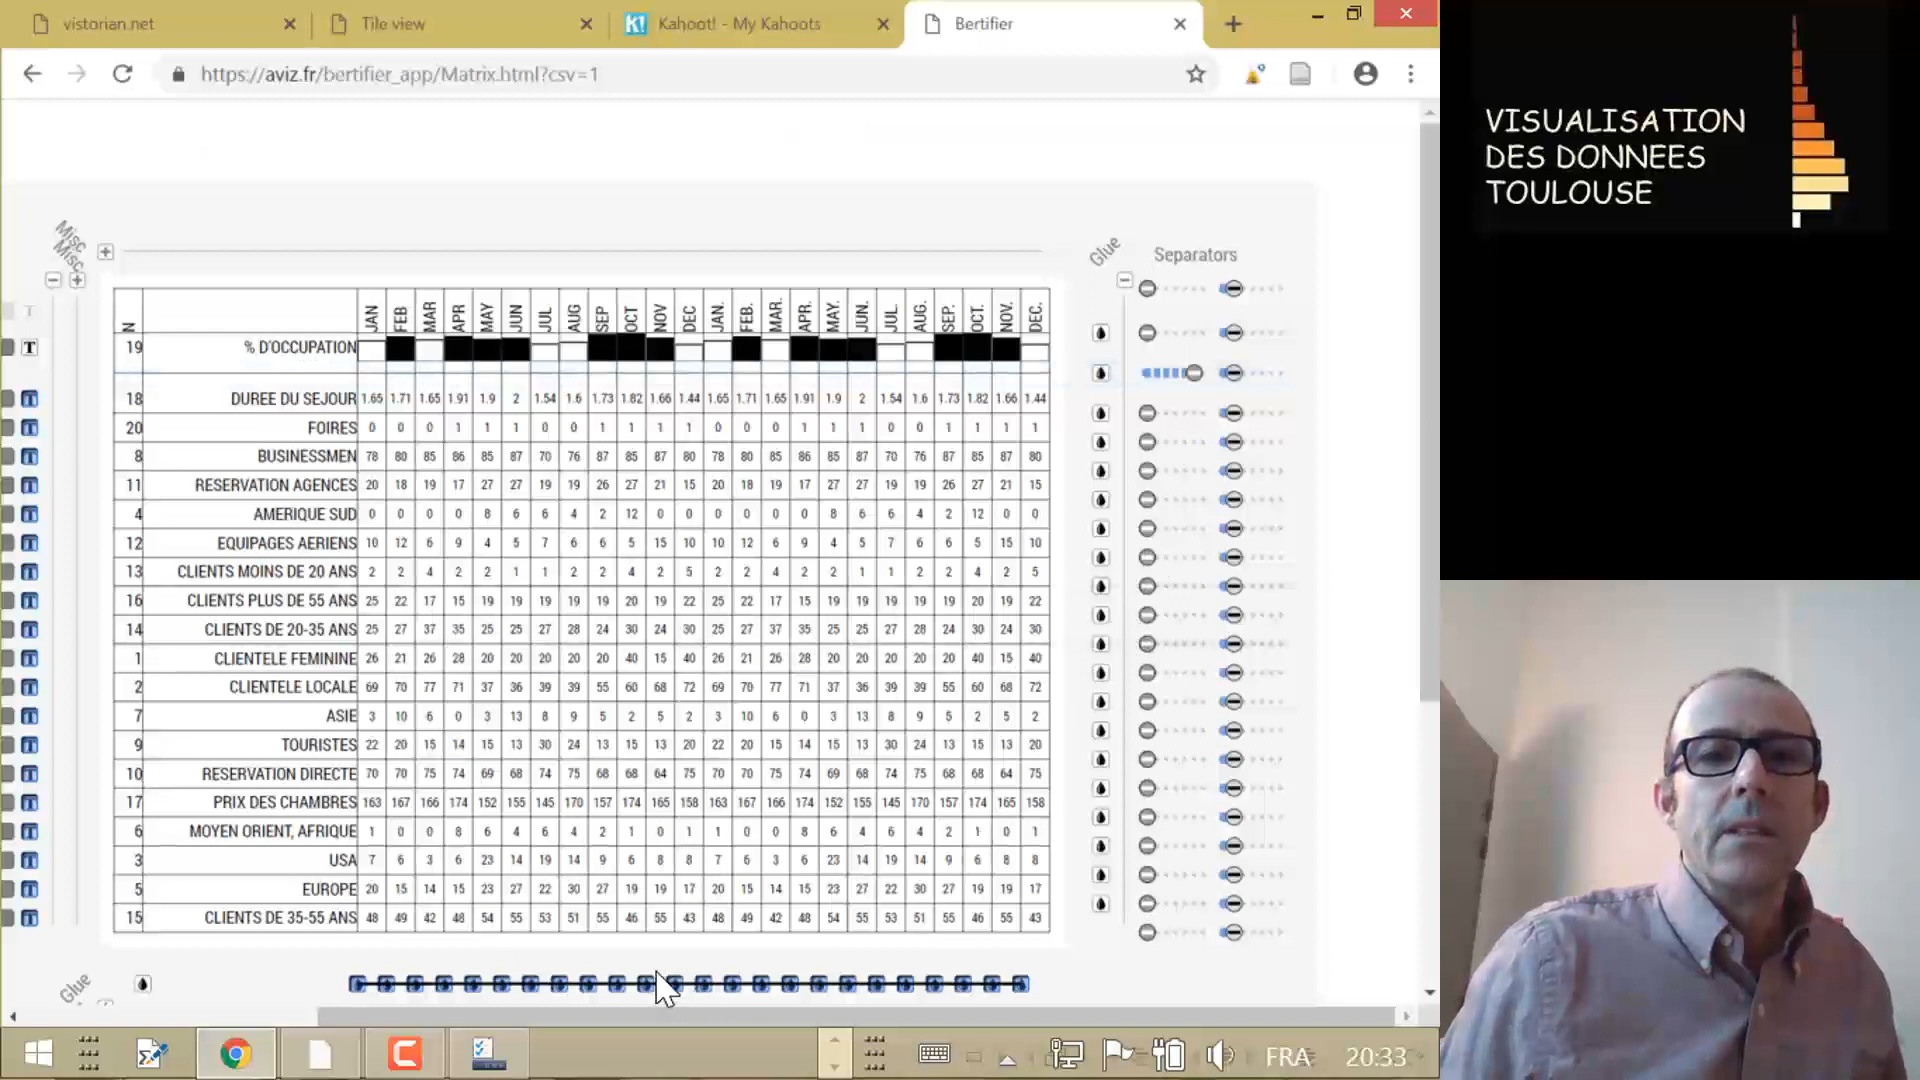 vistorian.net
Tile view
K! Kahoot! - My Kahoots
Bertifier
https://aviz.fr/bertifier_app/Matrix.html?csv=1
VISUALISATION
DES DONNEES
TOULOUSE
Misc
Misc
Glue
Separators
N JAN FEB MAR APR MAY JUN JUL AUG SEP OCT NOV DEC JAN. FEB. MAR. APR. MAY. JUN. JUL. AUG. SEP. OCT. NOV. DEC.
19 % D'OCCUPATION
18 DUREE DU SEJOUR 1.65 1.71 1.65 1.91 1.9 2 1.54 1.6 1.73 1.82 1.66 1.44 1.65 1.71 1.65 1.91 1.9 2 1.54 1.6 1.73 1.82 1.66 1.44
20 FOIRES 0 0 0 1 1 1 0 0 1 1 1 1 0 0 0 1 1 1 0 0 1 1 1 1
8 BUSINESSMEN 78 80 85 86 85 87 70 76 87 85 87 80 78 80 85 86 85 87 70 76 87 85 87 80
11 RESERVATION AGENCES 20 18 19 17 27 27 19 19 26 27 21 15 20 18 19 17 27 27 19 19 26 27 21 15
4 AMERIQUE SUD 0 0 0 0 8 6 6 4 2 12 0 0 0 0 0 0 8 6 6 4 2 12 0 0
12 EQUIPAGES AERIENS 10 12 6 9 4 5 7 6 6 5 15 10 10 12 6 9 4 5 7 6 6 5 15 10
13 CLIENTS MOINS DE 20 ANS 2 2 4 2 2 1 1 2 2 4 2 5 2 2 4 2 2 1 1 2 2 4 2 5
16 CLIENTS PLUS DE 55 ANS 25 22 17 15 19 19 19 19 19 20 19 22 25 22 17 15 19 19 19 19 19 20 19 22
14 CLIENTS DE 20-35 ANS 25 27 37 35 25 25 27 28 24 30 24 30 25 27 37 35 25 25 27 28 24 30 24 30
1 CLIENTELE FEMININE 26 21 26 28 20 20 20 20 20 40 15 40 26 21 26 28 20 20 20 20 20 40 15 40
2 CLIENTELE LOCALE 69 70 77 71 37 36 39 39 55 60 68 72 69 70 77 71 37 36 39 39 55 60 68 72
7 ASIE 3 10 6 0 3 13 8 9 5 2 5 2 3 10 6 0 3 13 8 9 5 2 5 2
9 TOURISTES 22 20 15 14 15 13 30 24 13 15 13 20 22 20 15 14 15 13 30 24 13 15 13 20
10 RESERVATION DIRECTE 70 70 75 74 69 68 74 75 68 68 64 75 70 70 75 74 69 68 74 75 68 68 64 75
17 PRIX DES CHAMBRES 163 167 166 174 152 155 145 170 157 174 165 158 163 167 166 174 152 155 145 170 157 174 165 158
6 MOYEN ORIENT, AFRIQUE 1 0 0 8 6 4 6 4 2 1 0 1 1 0 0 8 6 4 6 4 2 1 0 1
3 USA 7 6 3 6 23 14 19 14 9 6 8 8 7 6 3 6 23 14 19 14 9 6 8 8
5 EUROPE 20 15 14 15 23 27 22 30 27 19 19 17 20 15 14 15 23 27 22 30 27 19 19 17
15 CLIENTS DE 35-55 ANS 48 49 42 48 54 55 53 51 55 46 55 43 48 49 42 48 54 55 53 51 55 46 55 43
Glue
FRA 20:33